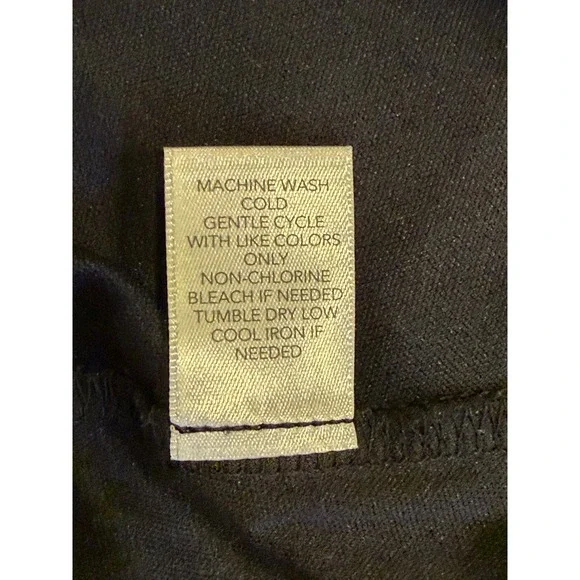 MACHINE WASH
COLD
GENTLE CYCLE
WITH LIKE COLORS
ONLY
NON-CHLORINE
BLEACH IF NEEDED
TUMBLE DRY LOW
COOL IRON IF
NEEDED